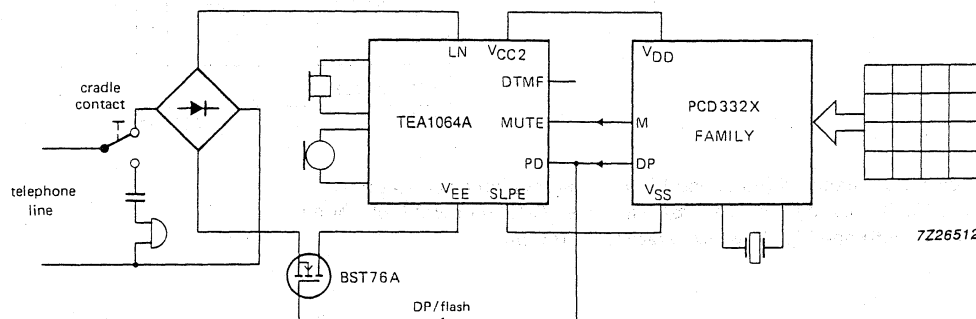 LN
VCC2
VDD
DTMF
cradle
contact
PCD332X
TEA1064A
MUTE
M
FAMILY
PD
DP
telephone
line
VEE
SLPE
VSS
7Z26512
BST76A
DP/flash